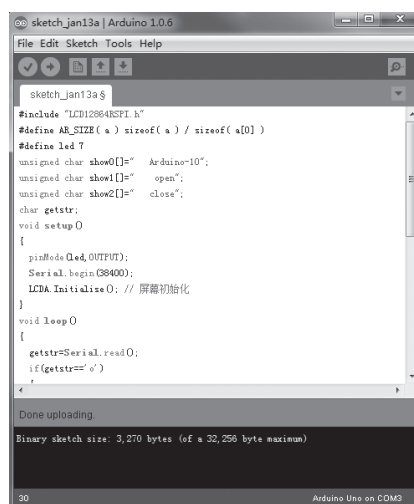 sketch_jan13a | Arduino 1.0.6
File Edit Sketch Tools Help
sketch_jan13a §
#include "LCD12864RSPI.h"
#define AR_SIZE( a ) sizeof( a ) / sizeof( a[0] )
#define led 7
unsigned char show0[]="   Arduino-10";
unsigned char show1[]="    open";
unsigned char show2[]="   close";
char getstr;
void setup()
{
  pinMode(led,OUTPUT);
  Serial.begin(38400);
  LCDA.Initialise(); // 屏幕初始化
}
void loop()
{
  getstr=Serial.read();
  if(getstr=='o')
  {
Done uploading.
Binary sketch size: 3,270 bytes (of a 32,256 byte maximum)
30
Arduino Uno on COM3